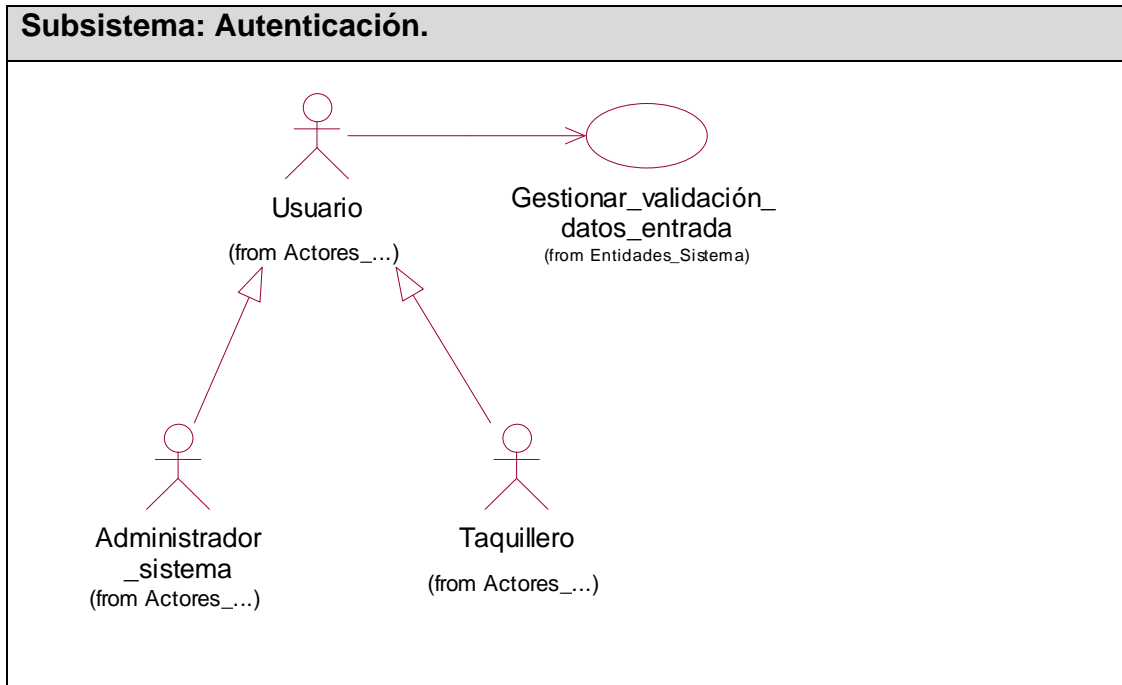 Subsistema: Autenticación.
Usuario
(from Actores_...)
Gestionar_validación_
datos_entrada
(from Entidades_Sistema)
Administrador
_sistema
(from Actores_...)
Taquillero
(from Actores_...)